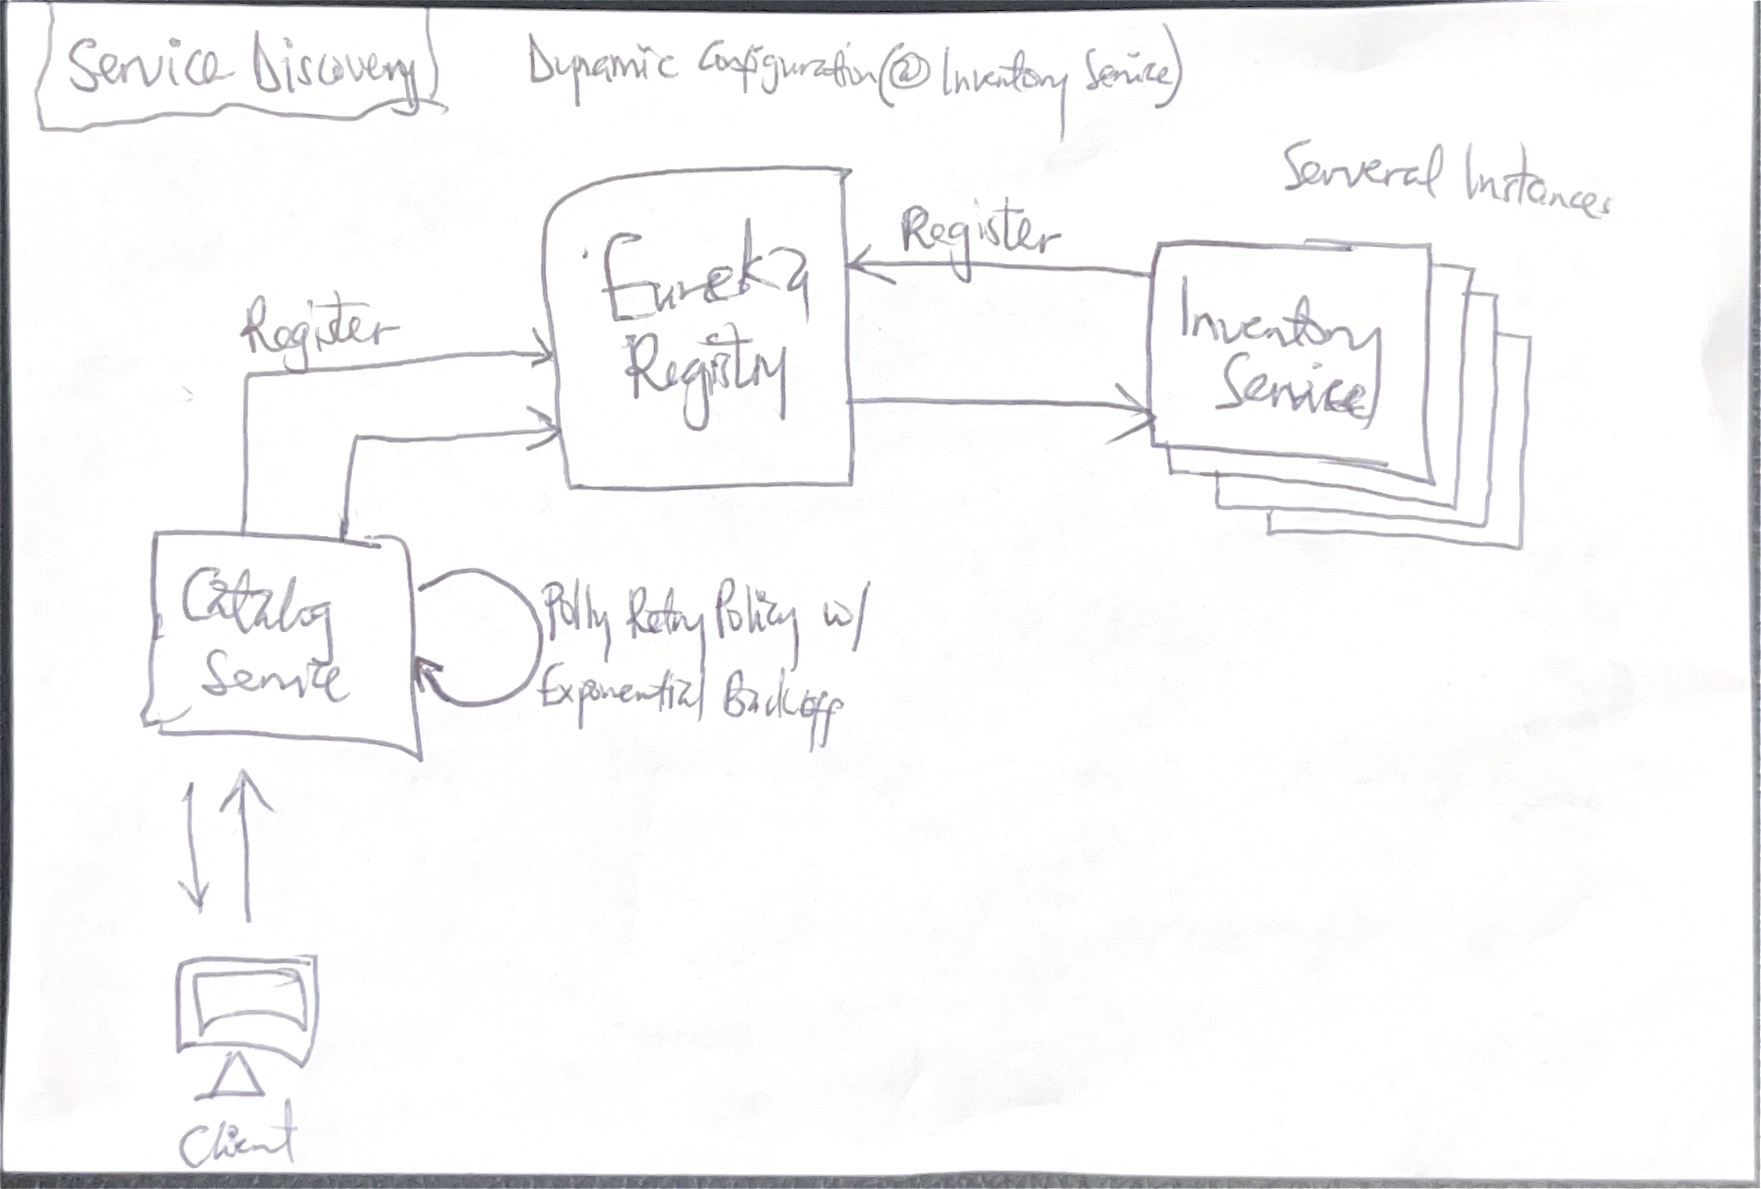 Service Discovery
Dynamic Configuration(@ Inventory Service)
Serveral Instances
Register
Eureka
Registry
Register
Inventory
Service
Catalog
Service
Polly Retry Policy w/
Exponential Backoff
Client